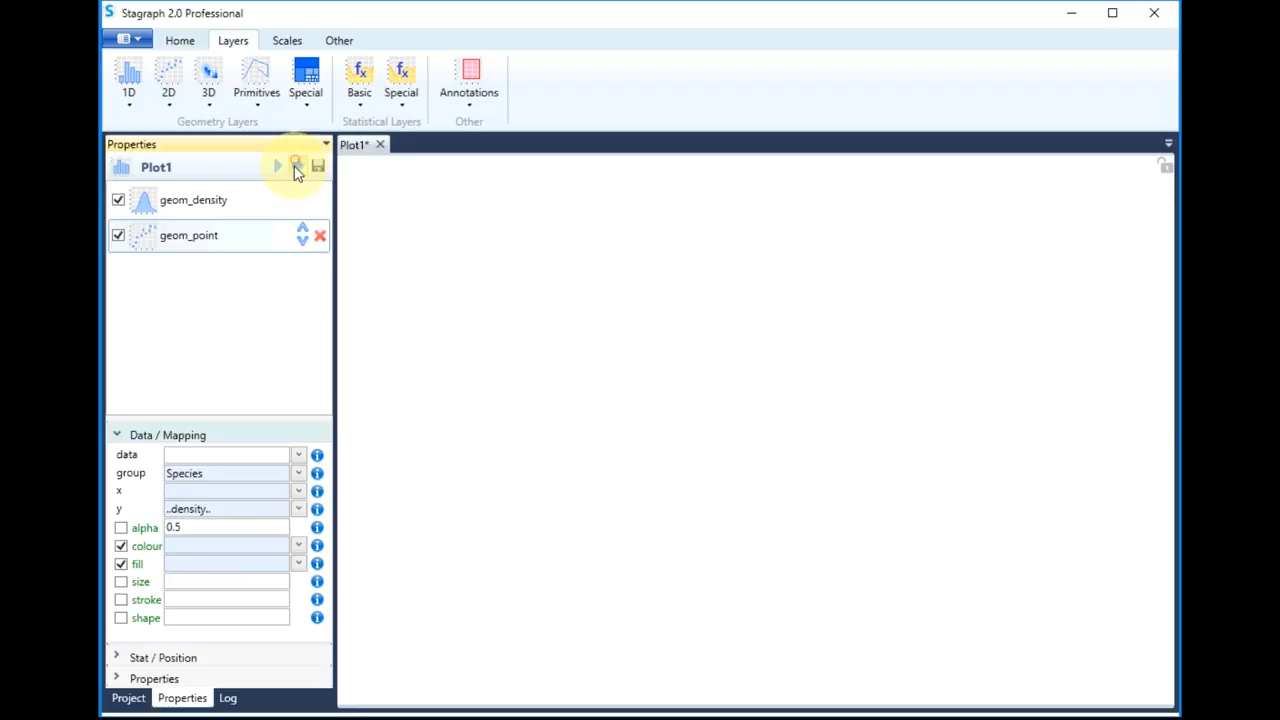 Stagraph 2.0 Professional
Home Layers Scales Other
1D 2D 3D Primitives Special Basic Special Annotations
Geometry Layers Statistical Layers Other
Properties
Plot1* 
Plot1
geom_density
geom_point
Data / Mapping
data
group Species
x
y ..density..
alpha 0.5
colour
fill
size
stroke
shape
Stat / Position
Properties
Project Properties Log